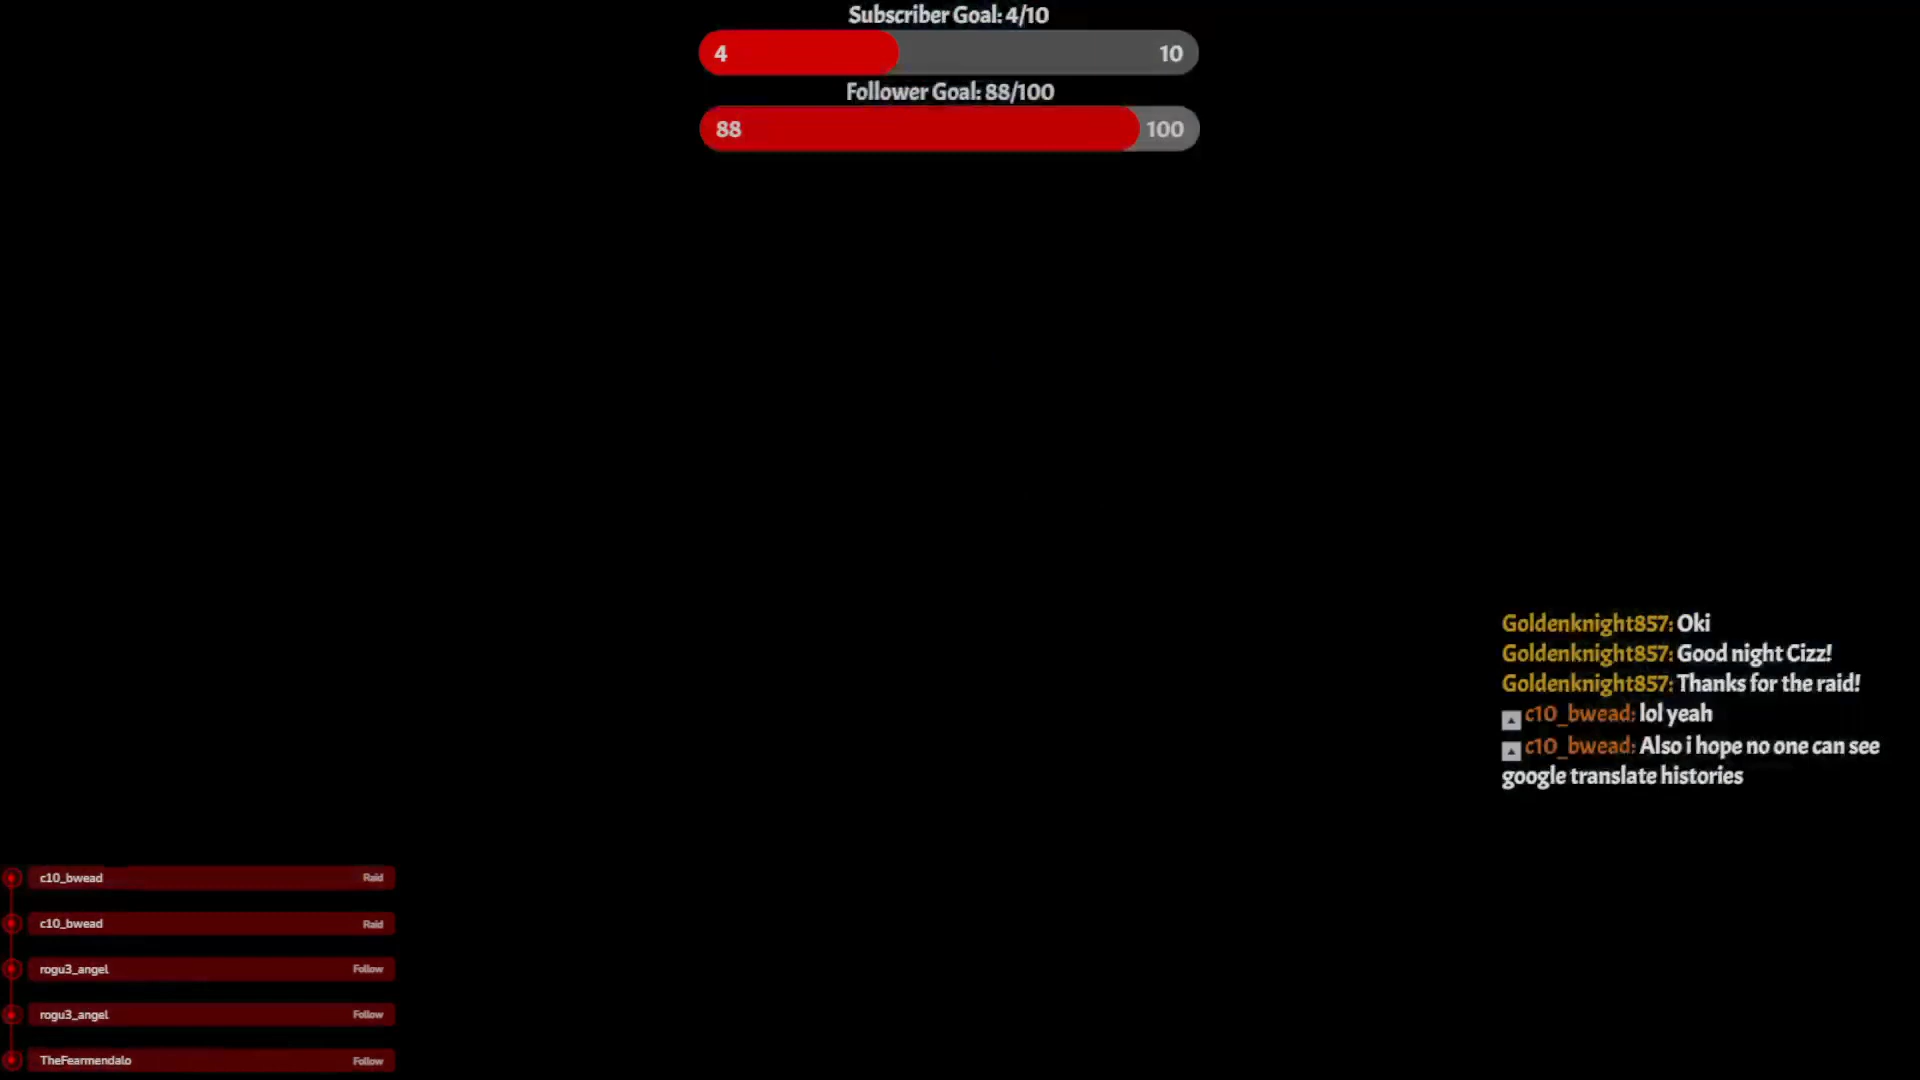 Subscriber Goal: 4/10
4 10
Follower Goal: 88/100
88 100
Goldenknight857: Oki
Goldenknight857: Good night Cizz!
Goldenknight857: Thanks for the raid!
c10_bwead: lol yeah
c10_bwead: Also i hope no one can see
google translate histories
c10_bwead Raid
c10_bwead Raid
rogu3_angel Follow
rogu3_angel Follow
TheFearmendalo Follow